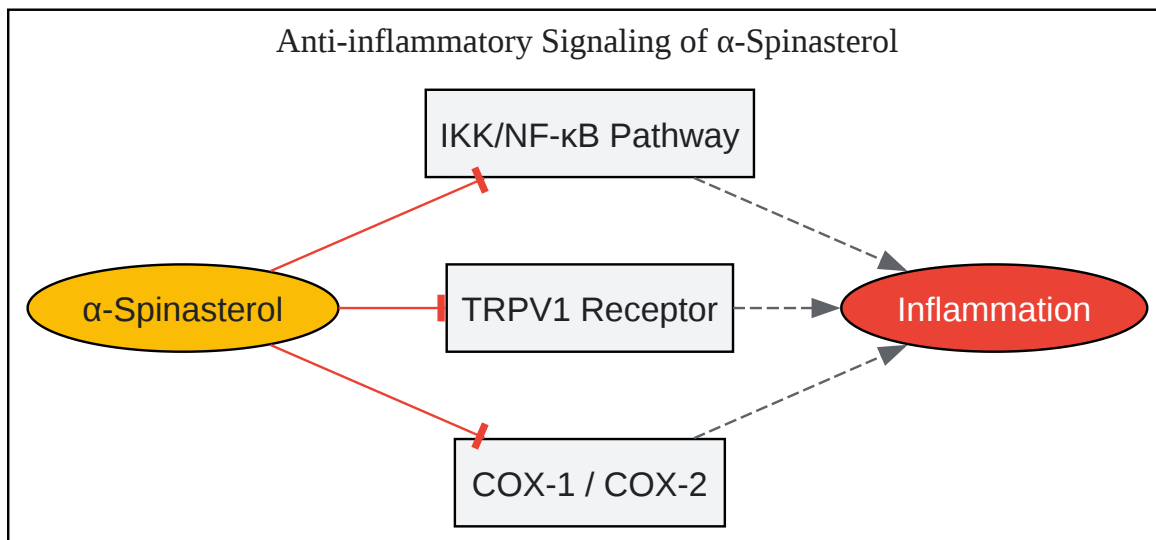 Anti-inflammatory Signaling of α-Spinasterol
IKK/NF-κB Pathway
α-Spinasterol
TRPV1 Receptor
Inflammation
COX-1 / COX-2